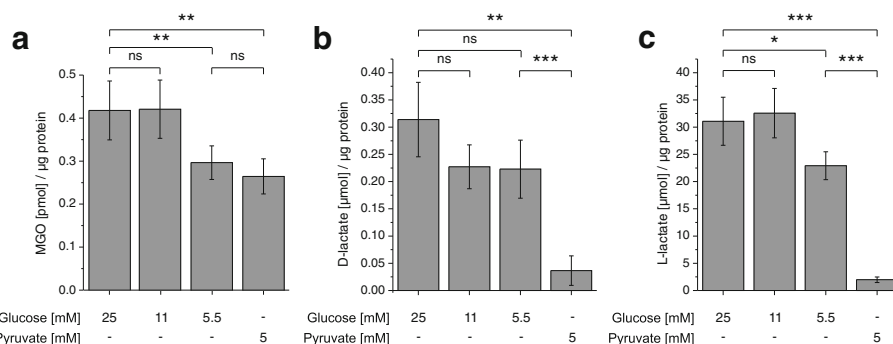 a
**
**
ns
ns
MGO [pmol] / µg protein
0.5
0.4
0.3
0.2
0.4
0.0
b
**
ns
ns
***
D-lactate [µmol] / µg protein
0.40
0.35
0.30
0.25
0.20
0.15
0.10
0.05
0.00
c
***
*
ns
***
L-lactate [µmol] / µg protein
40
35
30
25
20
15
10
5
0
Glucose [mM] 25 11 5.5 -
Pyruvate [mM] - - - 5
Glucose [mM] 25 11 5.5 -
Pyruvate [mM] - - - 5
Glucose [mM] 25 11 5.5 -
Pyruvate [mM] - - - 5